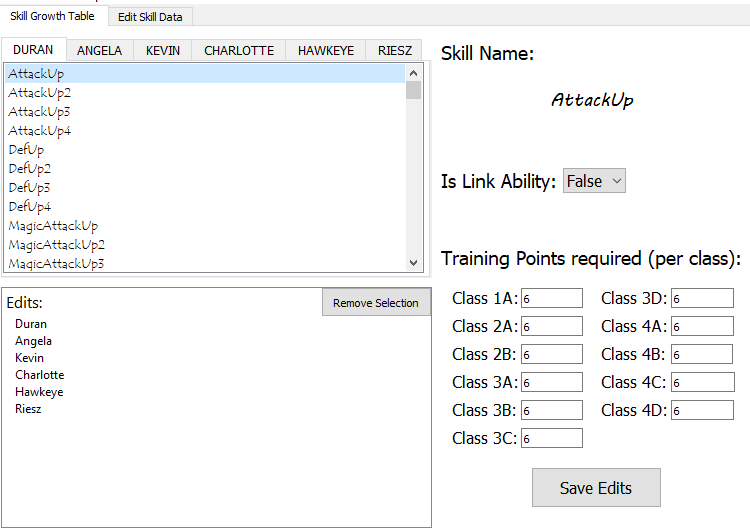 Skill Growth Table Edit Skill Data
DURAN ANGELA KEVIN CHARLOTTE HAWKEYE RIESZ
AttackUp
AttackUp2
AttackUp3
AttackUp4
DefUp
DefUp2
DefUp3
DefUp4
MagicAttackUp
MagicAttackUp2
MagicAttackUp3
Edits:
Remove Selection
Duran
Angela
Kevin
Charlotte
Hawkeye
Riesz
Skill Name:
AttackUp
Is Link Ability: False
Training Points required (per class):
Class 1A: 6 Class 3D: 6
Class 2A: 6 Class 4A: 6
Class 2B: 6 Class 4B: 6
Class 3A: 6 Class 4C: 6
Class 3B: 6 Class 4D: 6
Class 3C: 6
Save Edits